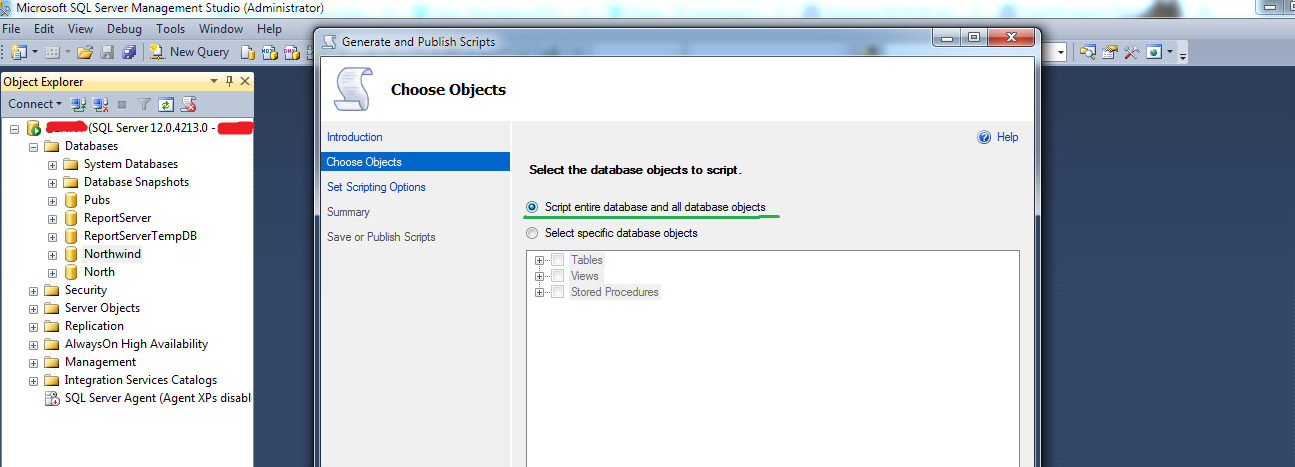 Microsoft SQL Server Management Studio (Administrator)
File Edit View Debug Tools Window Help
New Query
Object Explorer
Connect
(SQL Server 12.0.4213.0 -
Databases
System Databases
Database Snapshots
Pubs
ReportServer
ReportServerTempDB
Northwind
North
Security
Server Objects
Replication
AlwaysOn High Availability
Management
Integration Services Catalogs
SQL Server Agent (Agent XPs disabl
Generate and Publish Scripts
Choose Objects
Introduction
Choose Objects
Set Scripting Options
Summary
Save or Publish Scripts
Help
Select the database objects to script.
Script entire database and all database objects
Select specific database objects
Tables
Views
Stored Procedures